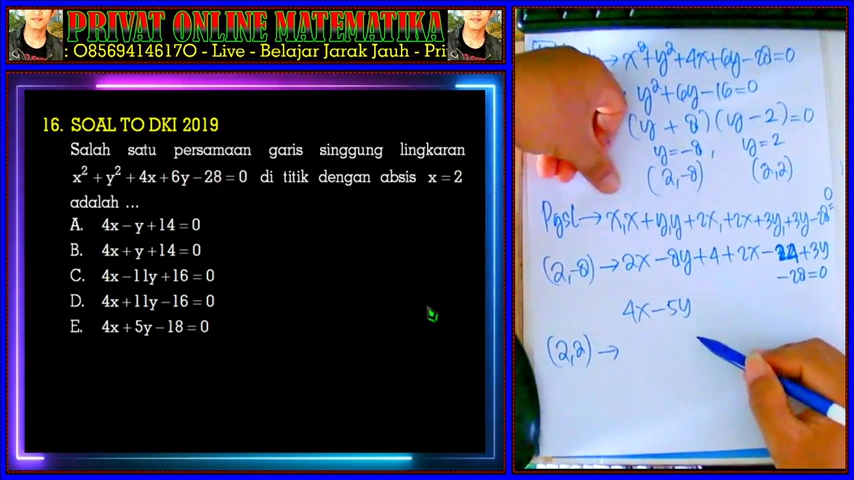 PRIVAT ONLINE MATEMATIKA
: 085694146170 - Live - Belajar Jarak Jauh - Pri
16. SOAL TO DKI 2019
Salah satu persamaan garis singgung lingkaran
x² + y² + 4x + 6y − 28 = 0 di titik dengan absis x = 2
adalah ...
A. 4x − y + 14 = 0
B. 4x + y + 14 = 0
C. 4x − 11y + 16 = 0
D. 4x + 11y − 16 = 0
E. 4x + 5y − 18 = 0
→ x²+y²+4x+6y−28=0
y²+6y−16=0
(y+8)(y−2)=0
y=−8, y=2
(2,−8) (2,2)
Pgsl → x₁x+y₁y+2x₁+2x+3y₁+3y−28=0
(2,−8) → 2x−8y+4+2x−24+3y
−28=0
4x−5y
(2,2) →